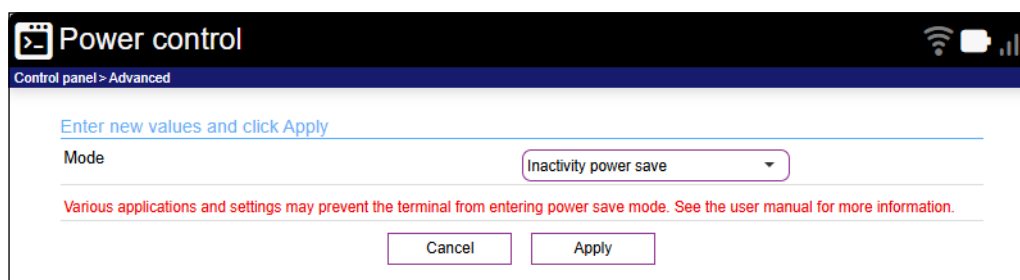 Power control
Control panel > Advanced
Enter new values and click Apply
Mode
Inactivity power save
Various applications and settings may prevent the terminal from entering power save mode. See the user manual for more information.
Cancel
Apply